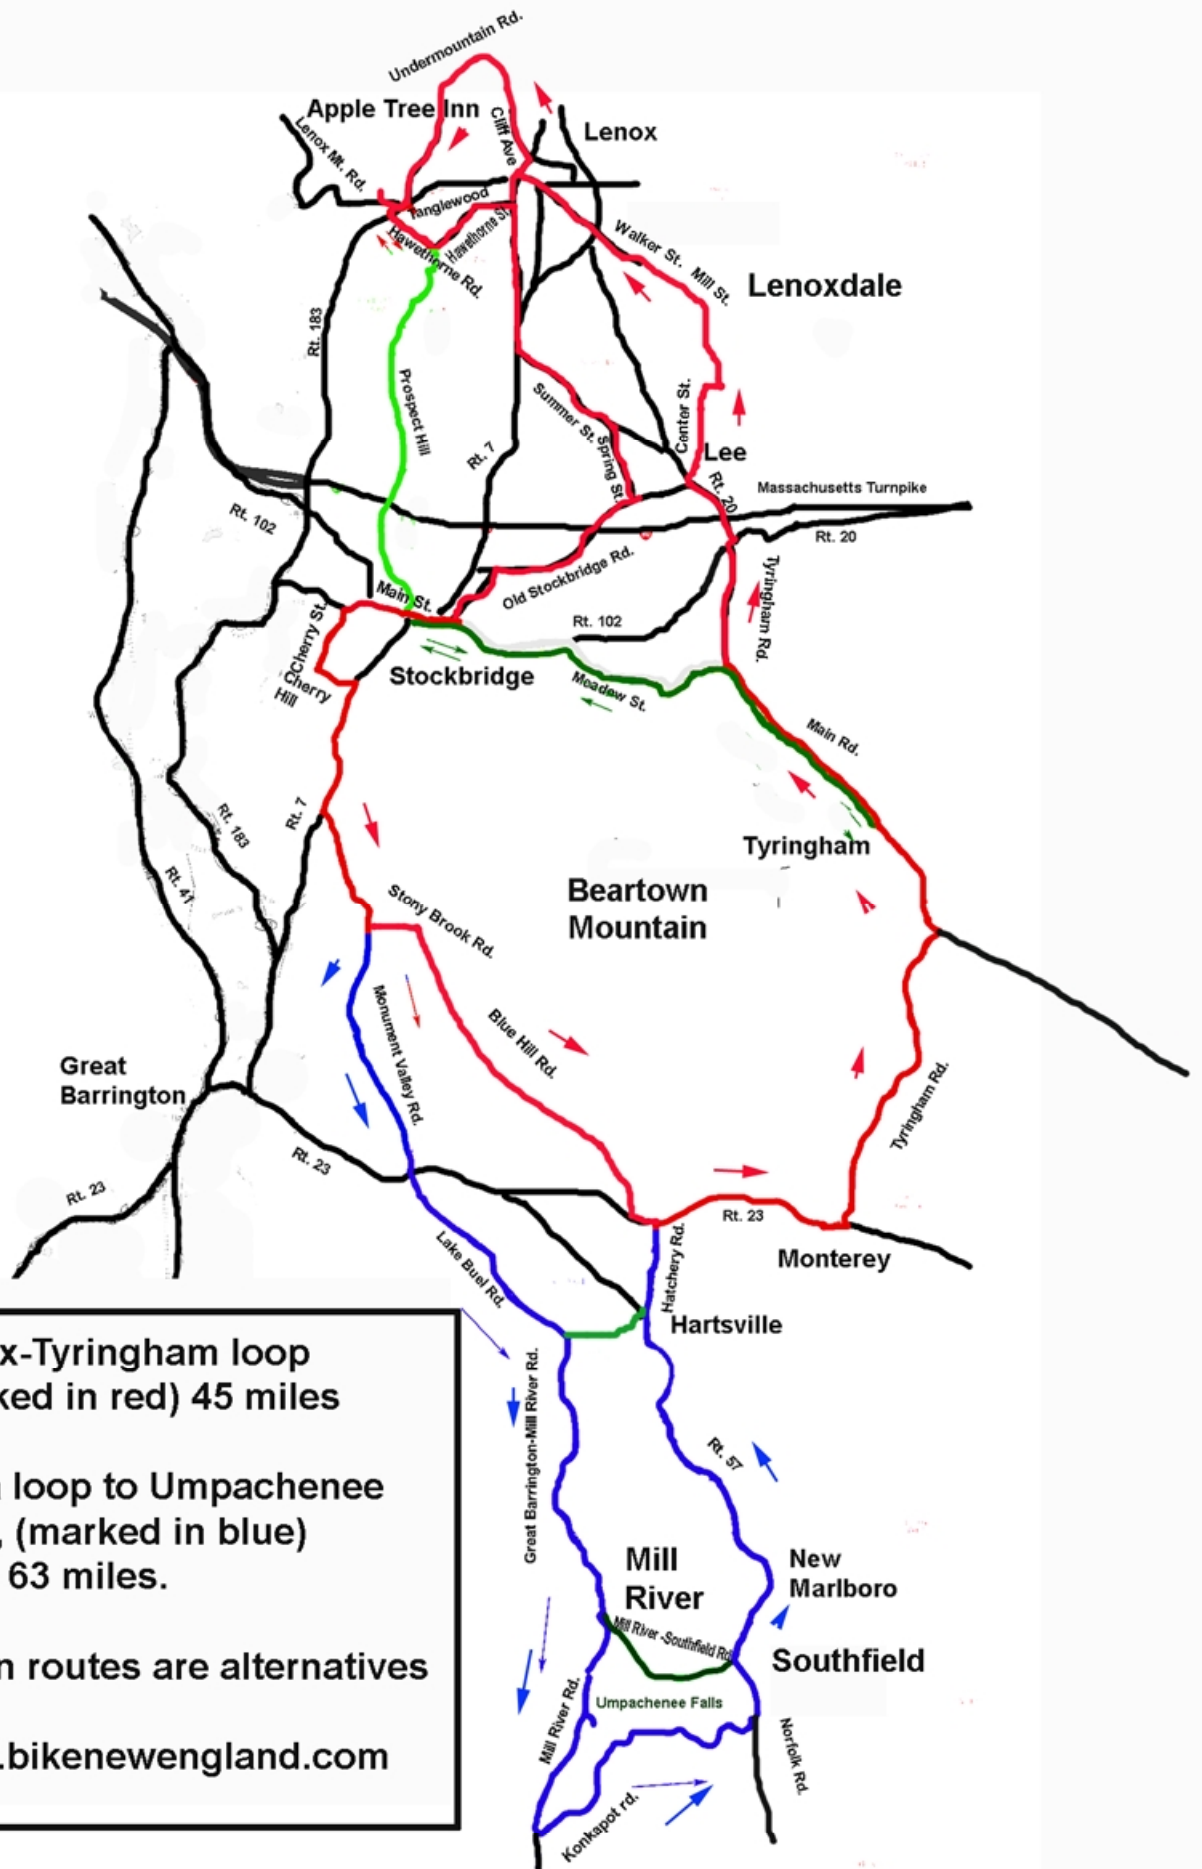 Undermountain Rd.
Apple Tree Inn
Cliff Ave
Lenox
Lenox Mt. Rd.
Tanglewood
Hawethorne St.
Hawethorne Rd.
Walker St.
Mill St.
Lenoxdale
Rt. 183
Prospect Hill
Rt. 7
Summer St.
Spring St.
Center St.
Lee
Rt. 20
Massachusetts Turnpike
Rt. 20
Rt. 102
Main St.
Old Stockbridge Rd.
Rt. 102
Tyringham Rd.
Cherry St.
Cherry
Hill
Stockbridge
Meadow St.
Main Rd.
Rt. 183
Rt. 7
Rt. 41
Tyringham
Stony Brook Rd.
Beartown
Mountain
Monument Valley Rd.
Blue Hill Rd.
Great
Barrington
Tyringham Rd.
Rt. 23
Rt. 23
Rt. 23
Monterey
Lake Buel Rd.
Hatchery Rd.
Hartsville
Great Barrington-Mill River Rd.
Rt. 57
Mill
River
New
Marlboro
Mill River -Southfield Rd.
Southfield
Umpachenee Falls
Mill River Rd.
Norfolk Rd.
Konkapot rd.
x-Tyringham loop
ked in red) 45 miles
loop to Umpachenee
, (marked in blue)
63 miles.
n routes are alternatives
.bikenewengland.com